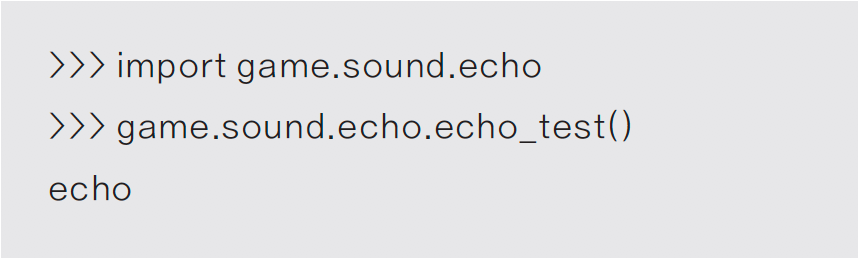 >>> import game.sound.echo
>>> game.sound.echo.echo_test()
echo